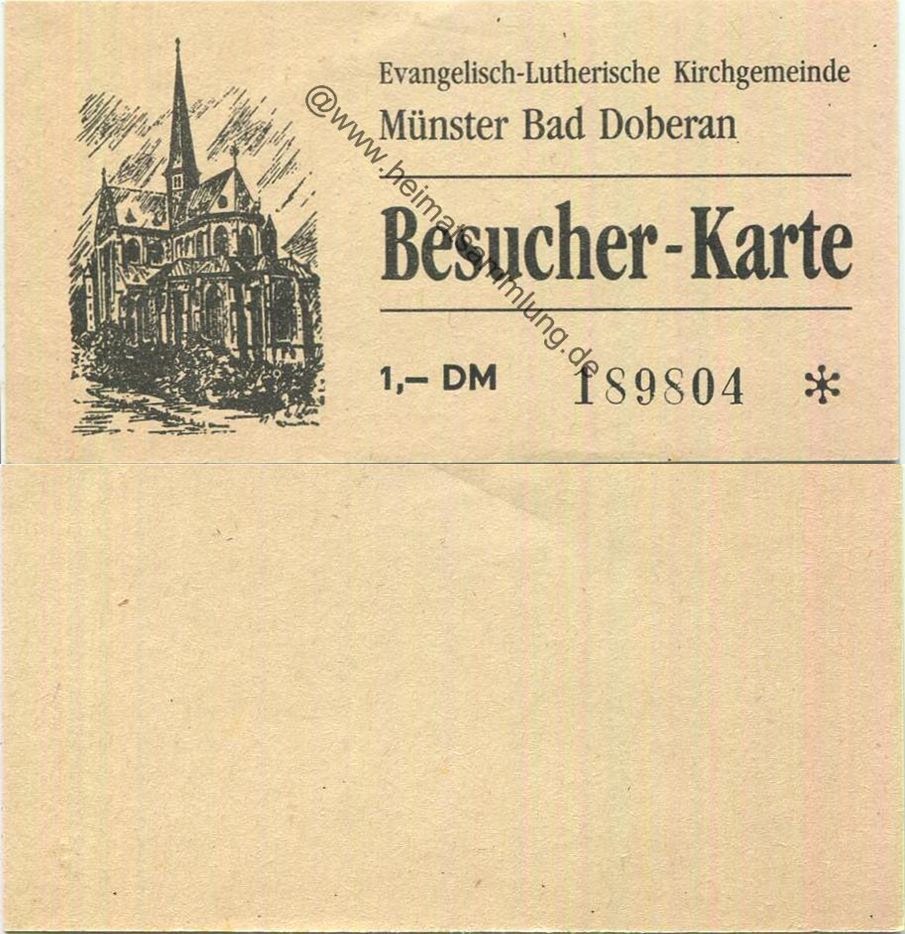 Evangelisch-Lutherische Kirchgemeinde
Münster Bad Doberan
Besucher-Karte
1,– DM 189804 *
@www.heimatsammlung.de